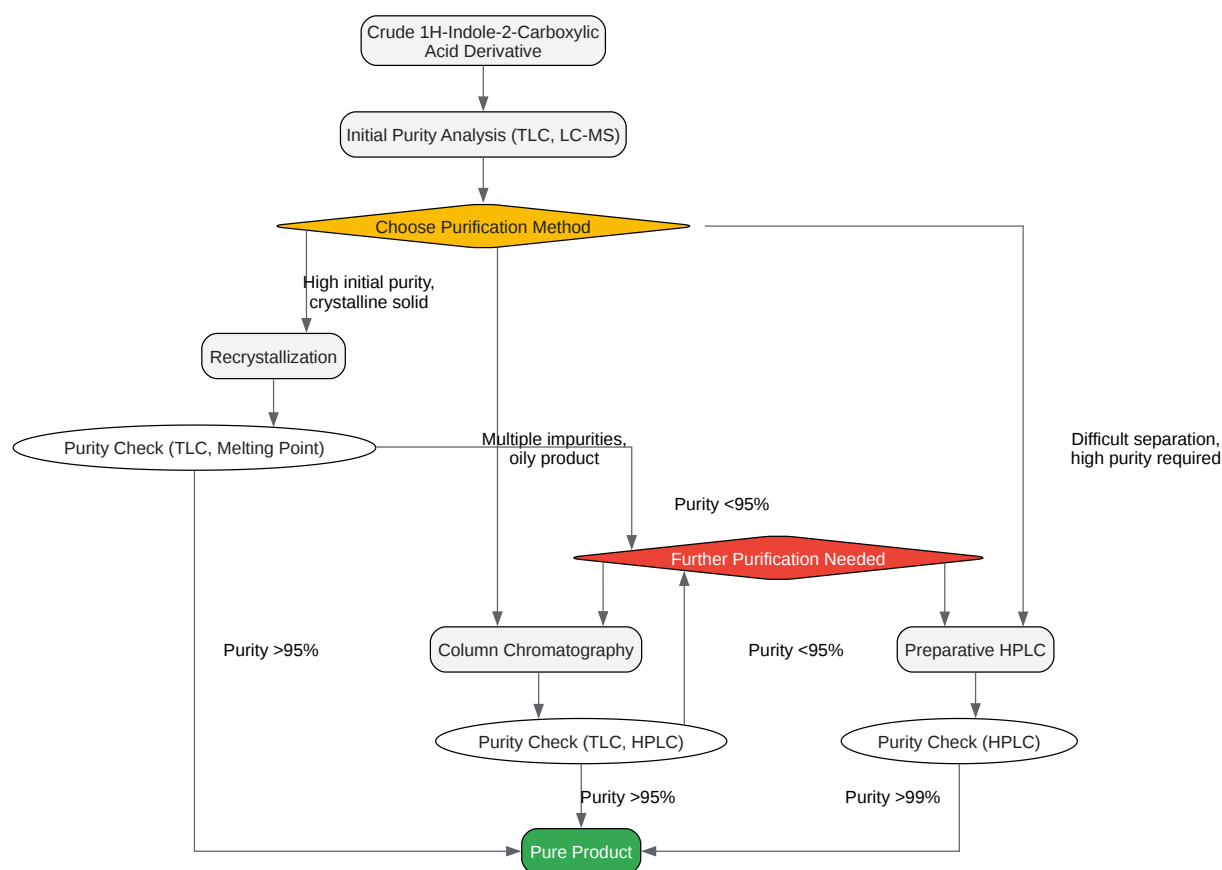 Crude 1H-Indole-2-Carboxylic
Acid Derivative
Initial Purity Analysis (TLC, LC-MS)
Choose Purification Method
High initial purity,
crystalline solid
Recrystallization
Purity Check (TLC, Melting Point)
Multiple impurities,
oily product
Difficult separation,
high purity required
Purity <95%
Further Purification Needed
Purity >95%
Column Chromatography
Purity <95%
Preparative HPLC
Purity Check (TLC, HPLC)
Purity Check (HPLC)
Purity >95%
Purity >99%
Pure Product